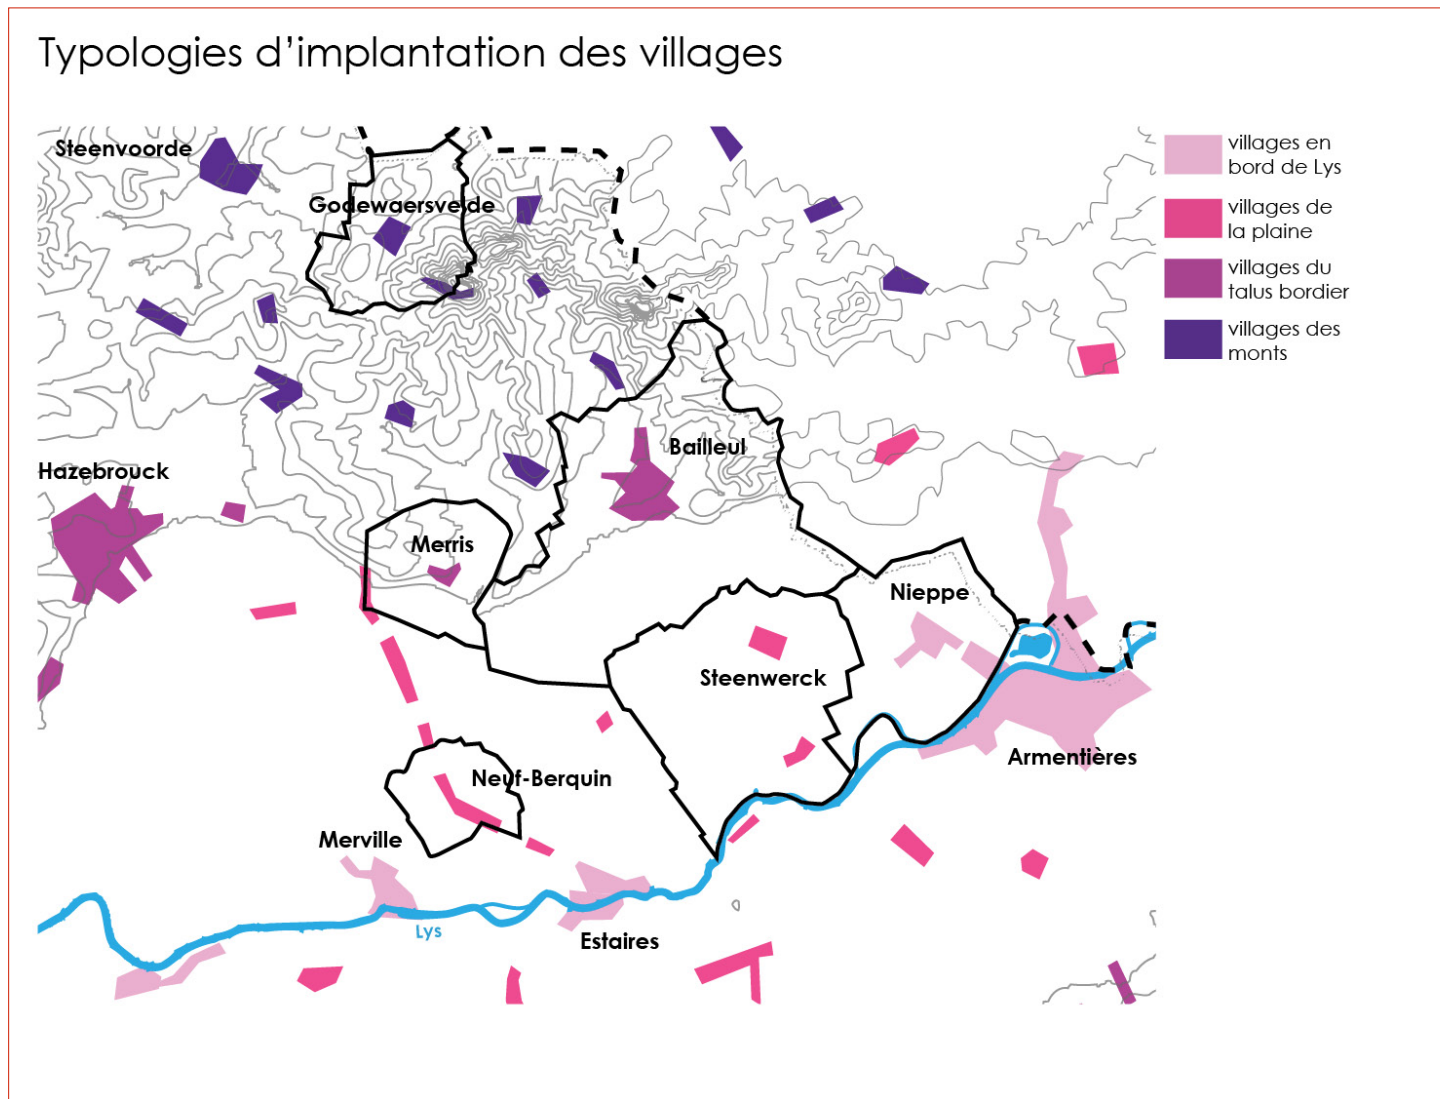 Typologies d’implantation des villages
Steenvoorde
Godewaersvelde
villages en
bord de Lys
villages de
la plaine
villages du
talus bordier
villages des
monts
Bailleul
Hazebrouck
Merris
Nieppe
Steenwerck
Armentières
Neuf-Berquin
Merville
Lys
Estaires